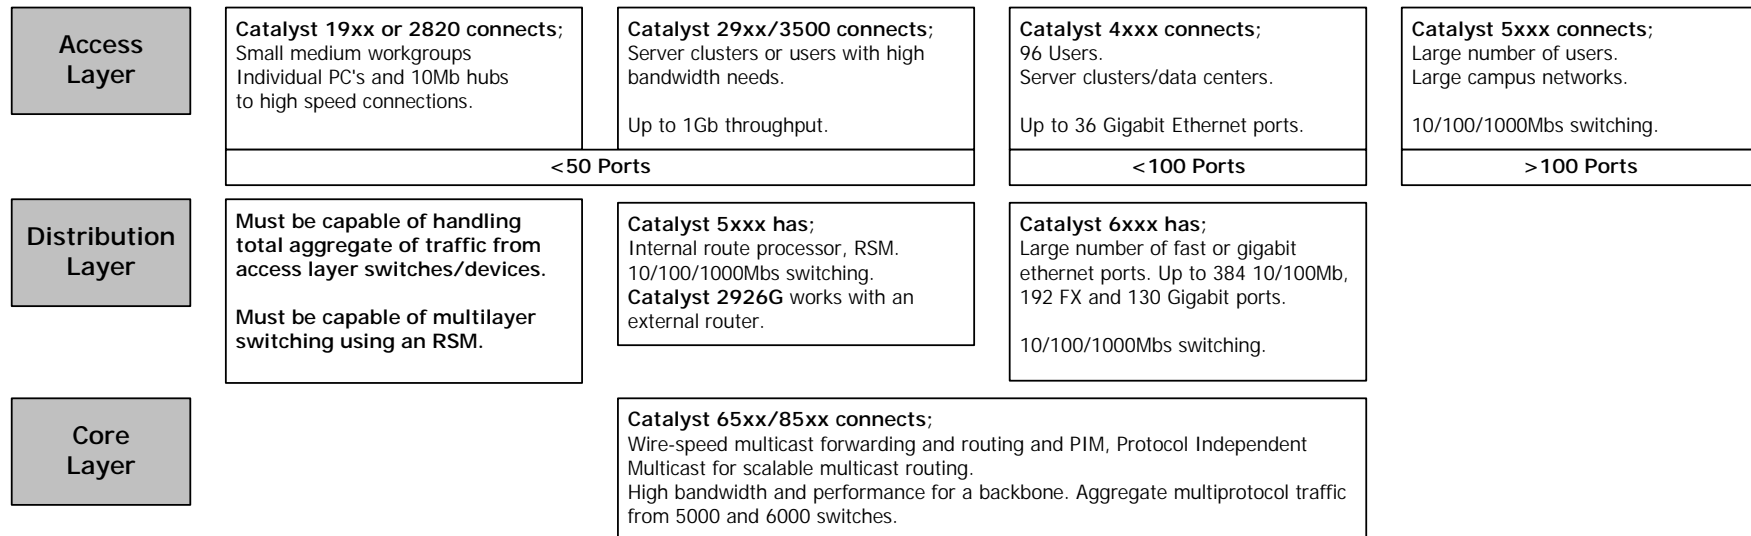 Access
Layer
Catalyst 19xx or 2820 connects;
Small medium workgroups
Individual PC's and 10Mb hubs
to high speed connections.
Catalyst 29xx/3500 connects;
Server clusters or users with high
bandwidth needs.
Up to 1Gb throughput.
<50 Ports
Catalyst 4xxx connects;
96 Users.
Server clusters/data centers.
Up to 36 Gigabit Ethernet ports.
<100 Ports
Catalyst 5xxx connects;
Large number of users.
Large campus networks.
10/100/1000Mbs switching.
>100 Ports
Distribution
Layer
Must be capable of handling
total aggregate of traffic from
access layer switches/devices.
Must be capable of multilayer
switching using an RSM.
Catalyst 5xxx has;
Internal route processor, RSM.
10/100/1000Mbs switching.
Catalyst 2926G works with an
external router.
Catalyst 6xxx has;
Large number of fast or gigabit
ethernet ports. Up to 384 10/100Mb,
192 FX and 130 Gigabit ports.
10/100/1000Mbs switching.
Core
Layer
Catalyst 65xx/85xx connects;
Wire-speed multicast forwarding and routing and PIM, Protocol Independent
Multicast for scalable multicast routing.
High bandwidth and performance for a backbone. Aggregate multiprotocol traffic
from 5000 and 6000 switches.